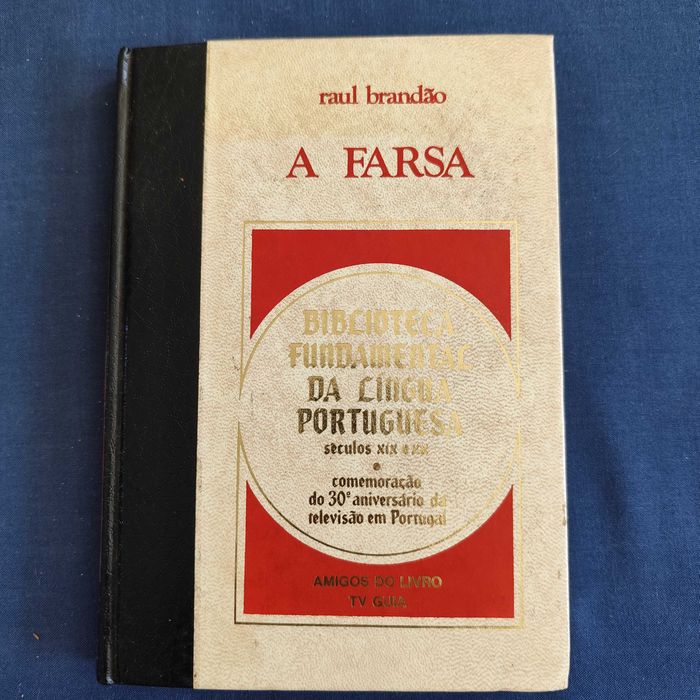 raul brandão
A FARSA
BIBLIOTECA
FUNDAMENTAL
DA LÍNGUA
PORTUGUESA
séculos XIX e XX
comemoração
do 30º aniversário da
televisão em Portugal
AMIGOS DO LIVRO
TV GUIA